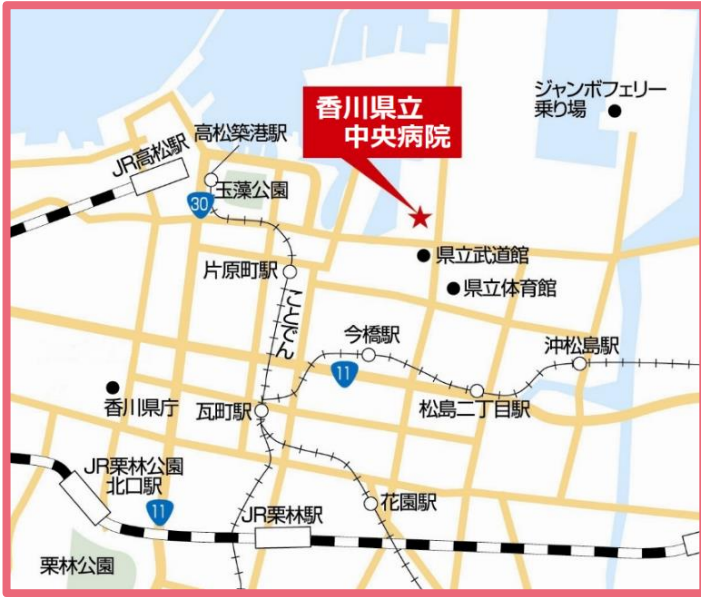 ジャンボフェリー
乗り場
香川県立
中央病院
高松築港駅
JR高松駅
玉藻公園
30
県立武道館
片原町駅
県立体育館
ことでん
今橋駅
沖松島駅
11
香川県庁
瓦町駅
松島二丁目駅
JR栗林公園
北口駅
11
JR栗林駅
花園駅
栗林公園